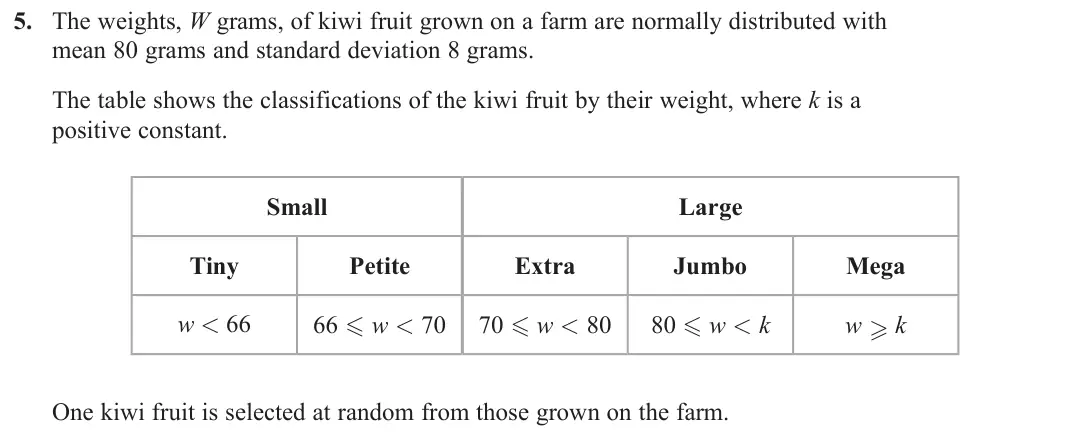 5. The weights, W grams, of kiwi fruit grown on a farm are normally distributed with
mean 80 grams and standard deviation 8 grams.
The table shows the classifications of the kiwi fruit by their weight, where k is a
positive constant.
Small Large
Tiny Petite Extra Jumbo Mega
w < 66 66 ⩽ w < 70 70 ⩽ w < 80 80 ⩽ w < k w ⩾ k
One kiwi fruit is selected at random from those grown on the farm.